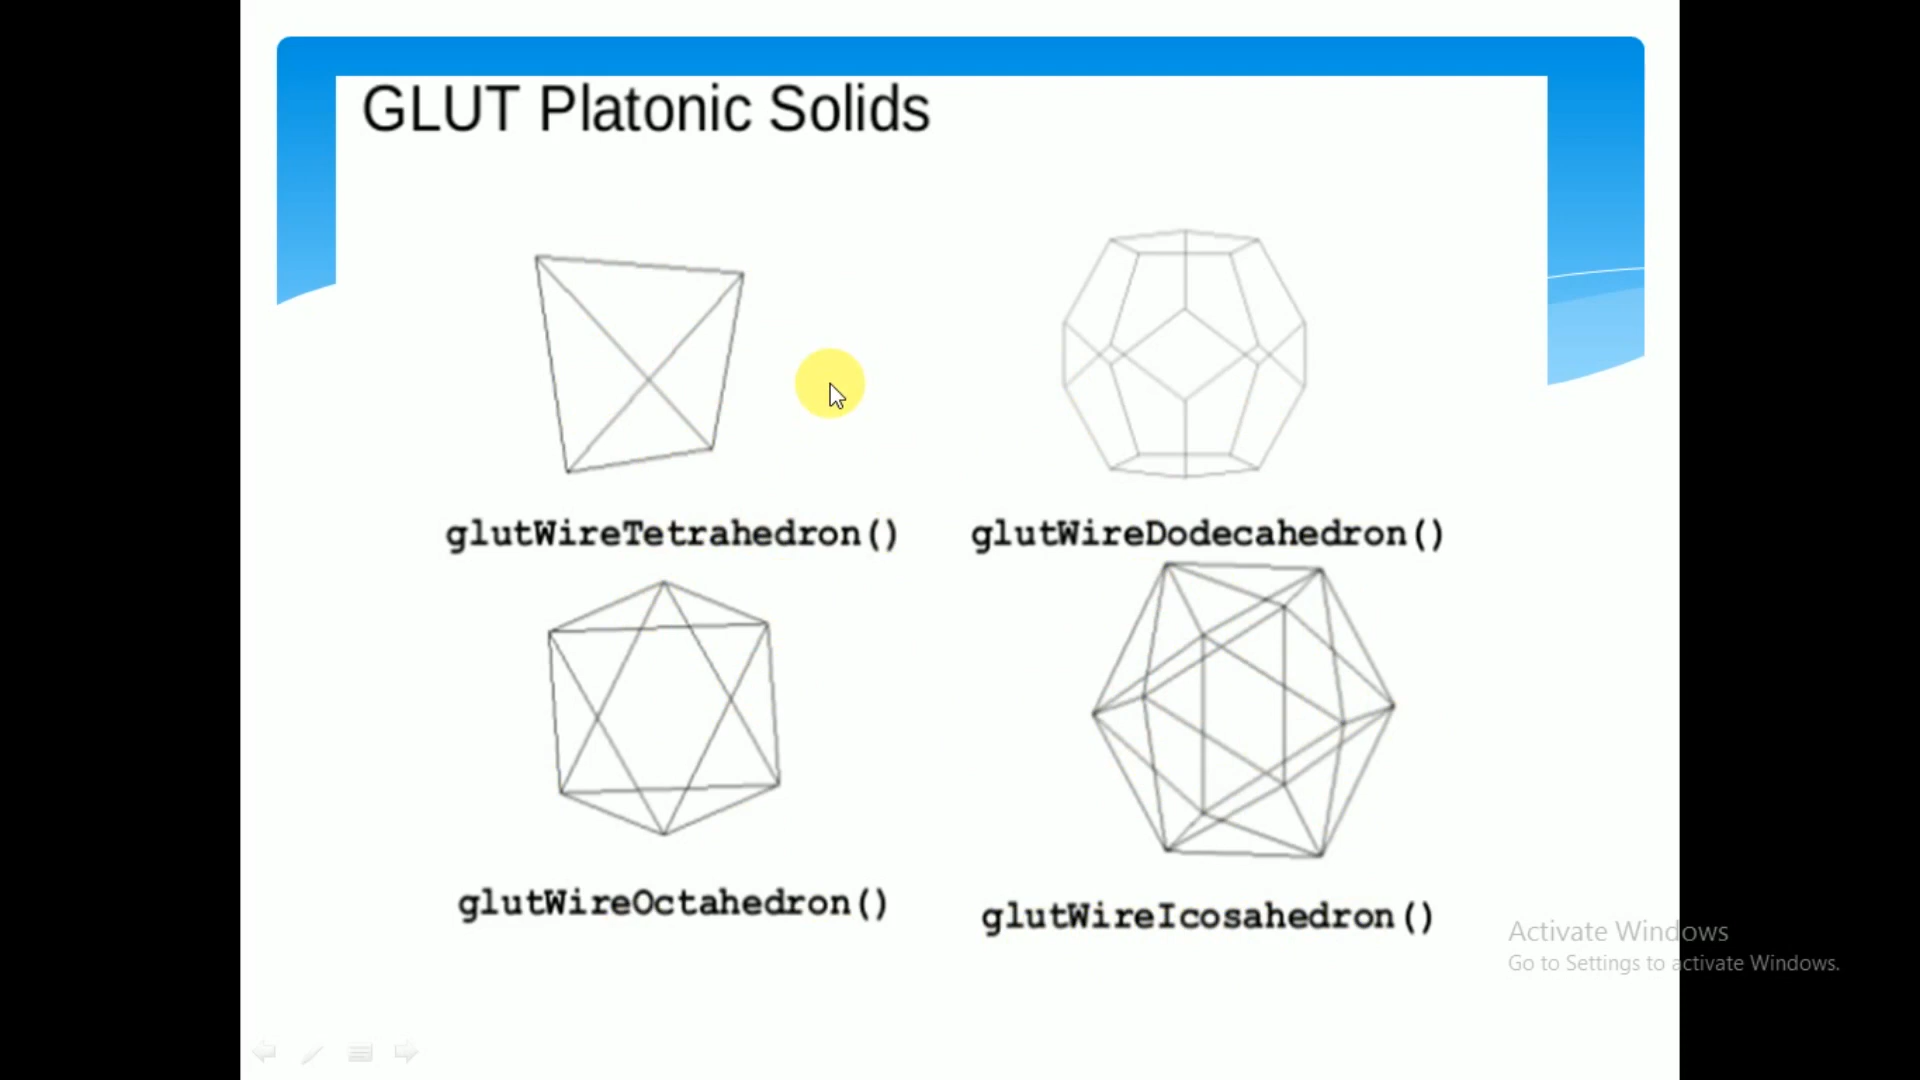 GLUT Platonic Solids
glutWireTetrahedron()
glutWireDodecahedron()
glutWireOctahedron()
glutWireIcosahedron()
Activate Windows
Go to Settings to activate Windows.